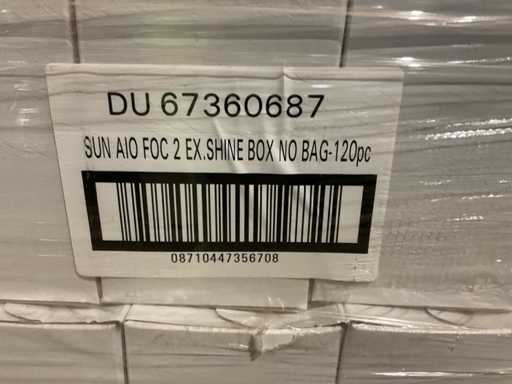 DU 67360687
SUN AIO FOC 2 EX.SHINE BOX NO BAG-120pc
08710447356708